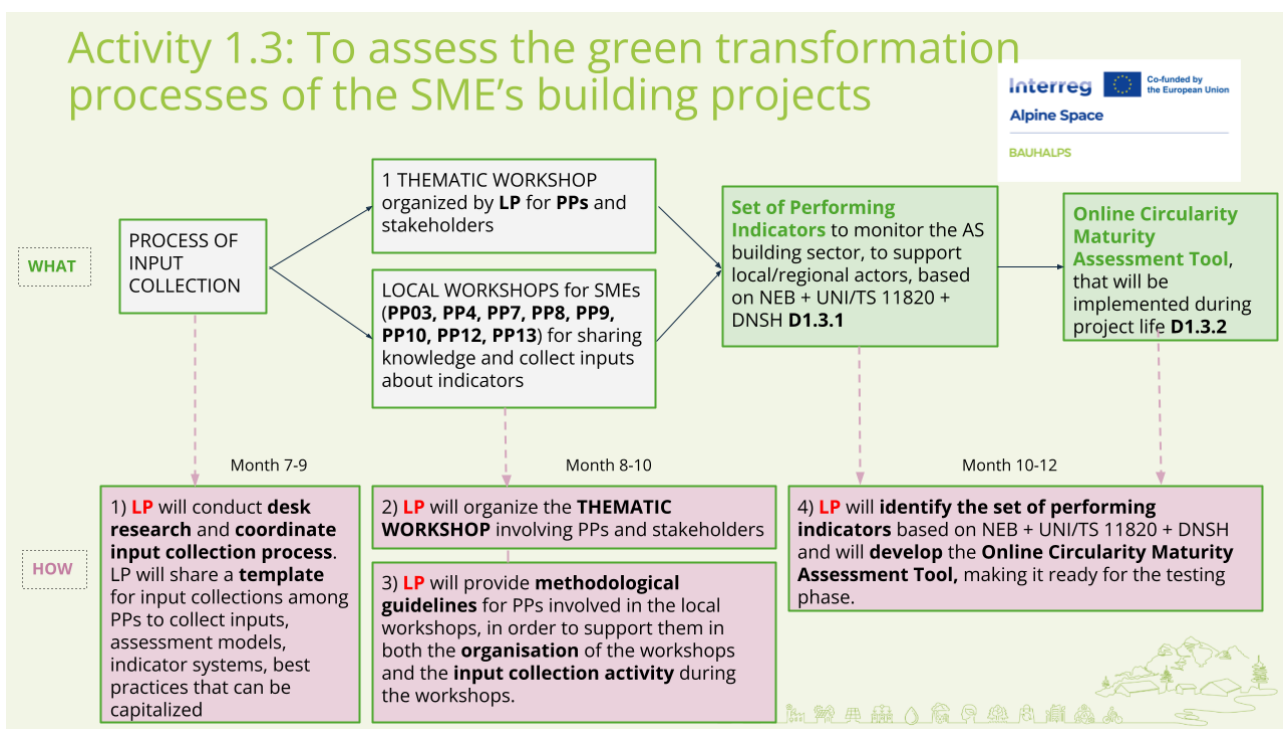 Activity 1.3: To assess the green transformation
processes of the SME's building projects
Interreg
Co-funded by
the European Union
Alpine Space
BAUHALPS
WHAT
PROCESS OF
INPUT
COLLECTION
1 THEMATIC WORKSHOP
organized by LP for PPs and
stakeholders
LOCAL WORKSHOPS for SMEs
(PP03, PP4, PP7, PP8, PP9,
PP10, PP12, PP13) for sharing
knowledge and collect inputs
about indicators
Set of Performing
Indicators to monitor the AS
building sector, to support
local/regional actors, based
on NEB + UNI/TS 11820 +
DNSH D1.3.1
Online Circularity
Maturity
Assessment Tool,
that will be
implemented during
project life D1.3.2
HOW
Month 7-9
1) LP will conduct desk
research and coordinate
input collection process.
LP will share a template
for input collections among
PPs to collect inputs,
assessment models,
indicator systems, best
practices that can be
capitalized
Month 8-10
2) LP will organize the THEMATIC
WORKSHOP involving PPs and stakeholders
3) LP will provide methodological
guidelines for PPs involved in the local
workshops, in order to support them in
both the organisation of the workshops
and the input collection activity during
the workshops.
Month 10-12
4) LP will identify the set of performing
indicators based on NEB + UNI/TS 11820 + DNSH
and will develop the Online Circularity Maturity
Assessment Tool, making it ready for the testing
phase.